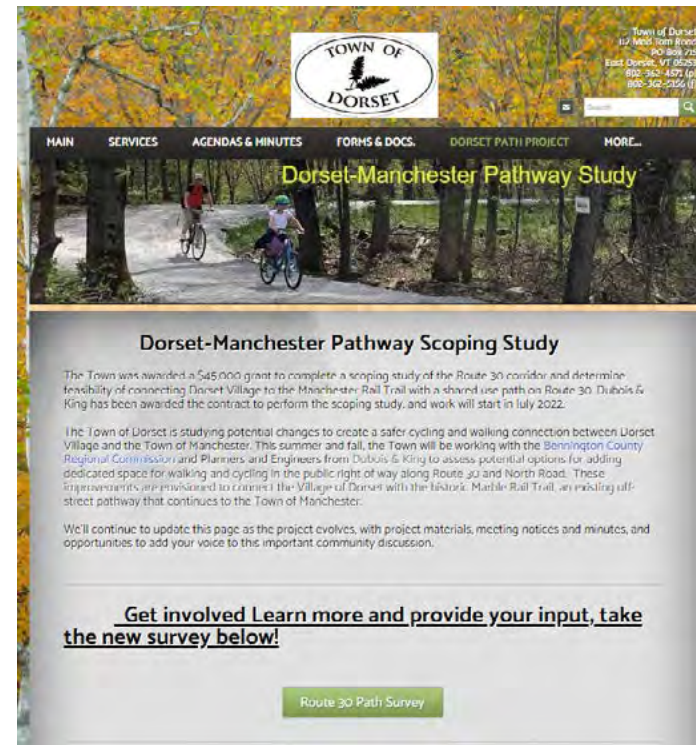 TOWN OF
DORSET
Town of Dorset
112 Mad Tom Road
PO Box 715
East Dorset, VT 05253
802-362-4571 (p)
802-362-5156 (f)
Search
MAIN SERVICES AGENDAS & MINUTES FORMS & DOCS. DORSET PATH PROJECT MORE...
Dorset-Manchester Pathway Study
Dorset-Manchester Pathway Scoping Study
The Town was awarded a $45,000 grant to complete a scoping study of the Route 30 corridor and determine
feasibility of connecting Dorset Village to the Manchester Rail Trail with a shared use path on Route 30. Dubois &
King has been awarded the contract to perform the scoping study, and work will start in July 2022.
The Town of Dorset is studying potential changes to create a safer cycling and walking connection between Dorset
Village and the Town of Manchester. This summer and fall, the Town will be working with the Bennington County
Regional Commission and Planners and Engineers from Dubois & King to assess potential options for adding
dedicated space for walking and cycling in the public right of way along Route 30 and North Road. These
improvements are envisioned to connect the Village of Dorset with the historic Marble Rail Trail, an existing off-
street pathway that continues to the Town of Manchester.
We'll continue to update this page as the project evolves, with project materials, meeting notices and minutes, and
opportunities to add your voice to this important community discussion.
Get involved Learn more and provide your input, take
the new survey below!
Route 30 Path Survey